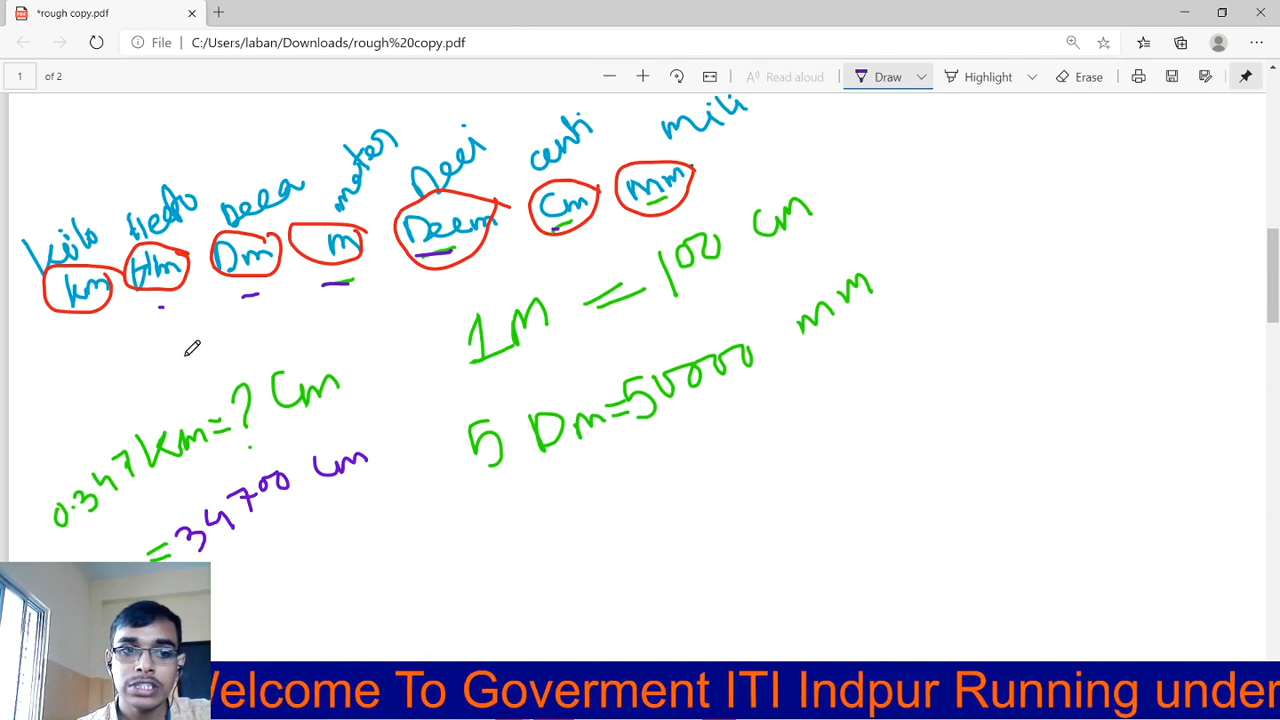 *rough copy.pdf
File C:/Users/laban/Downloads/rough%20copy.pdf
1 of 2 Read aloud Draw Highlight Erase
kilo Hecto Deca meter Deci centi mili
km Hm Dm m Decm Cm mm
1m = 100 cm
0.347 km = ? Cm
5 Dm = 50000 mm
= 34700 cm
Welcome To Goverment ITI Indpur Running under